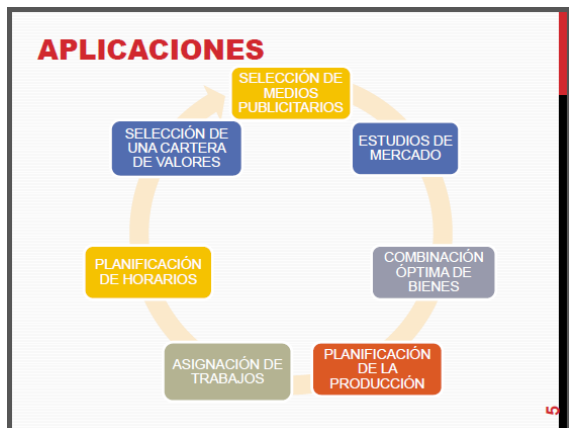 APLICACIONES
SELECCIÓN DE
MEDIOS
PUBLICITARIOS
ESTUDIOS DE
MERCADO
COMBINACIÓN
ÓPTIMA DE
BIENES
PLANIFICACIÓN
DE LA
PRODUCCIÓN
ASIGNACIÓN DE
TRABAJOS
PLANIFICACIÓN
DE HORARIOS
SELECCIÓN DE
UNA CARTERA
DE VALORES
5